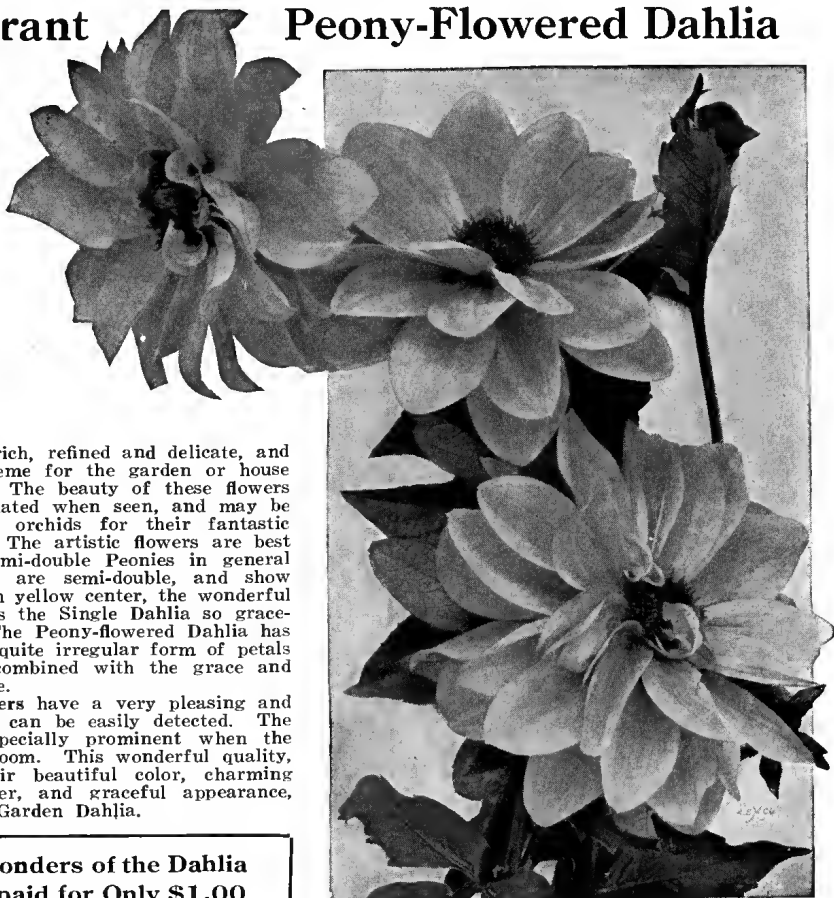 rant Peony-Flowered Dahlia
rich, refined and delicate, and
eme for the garden or house
The beauty of these flowers
ated when seen, and may be
orchids for their fantastic
The artistic flowers are best
mi-double Peonies in general
are semi-double, and show
n yellow center, the wonderful
s the Single Dahlia so grace-
he Peony-flowered Dahlia has
quite irregular form of petals
combined with the grace and
e.
ers have a very pleasing and
can be easily detected. The
pecially prominent when the
oom. This wonderful quality,
ir beautiful color, charming
er, and graceful appearance,
Garden Dahlia.
onders of the Dahlia
paid for Only $1.00